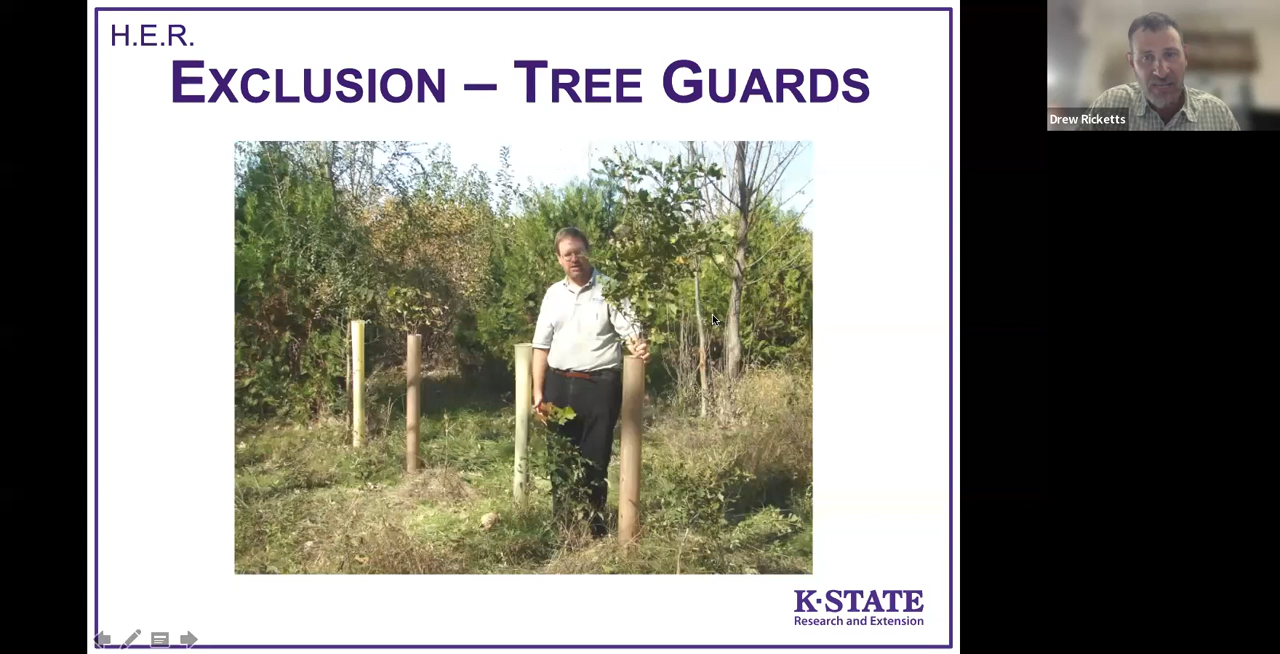 H.E.R.
EXCLUSION – TREE GUARDS
Drew Ricketts
K·STATE
Research and Extension